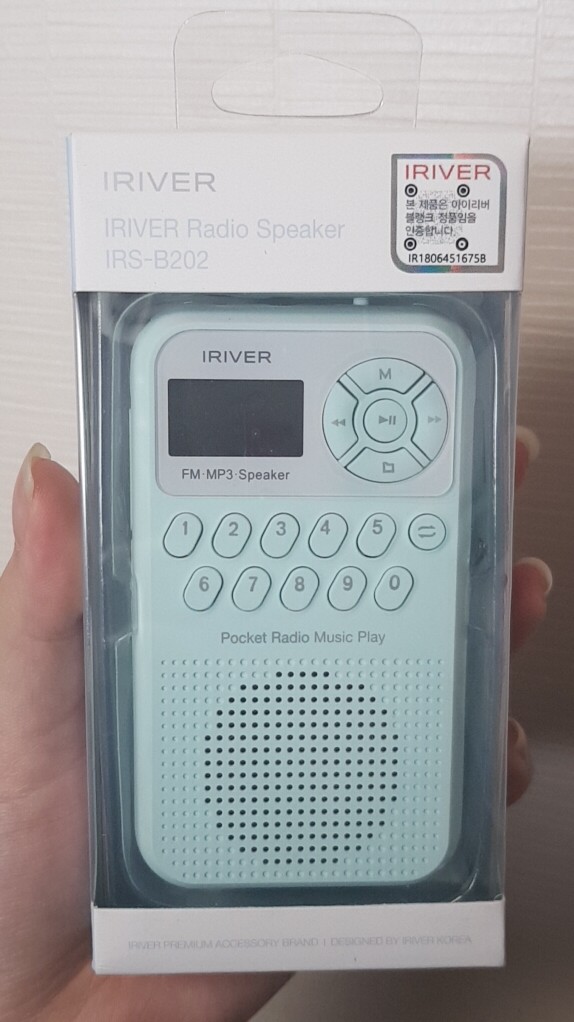 IRIVER
IRIVER Radio Speaker
IRS-B202
IRIVER
본 제품은 아이리버
블랭크 정품임을
인증합니다.
IR1806451675B
IRIVER
M
FM·MP3·Speaker
1 2 3 4 5
6 7 8 9 0
Pocket Radio Music Play
IRIVER PREMIUM ACCESSORY BRAND I DESIGNED BY IRIVER KOREA